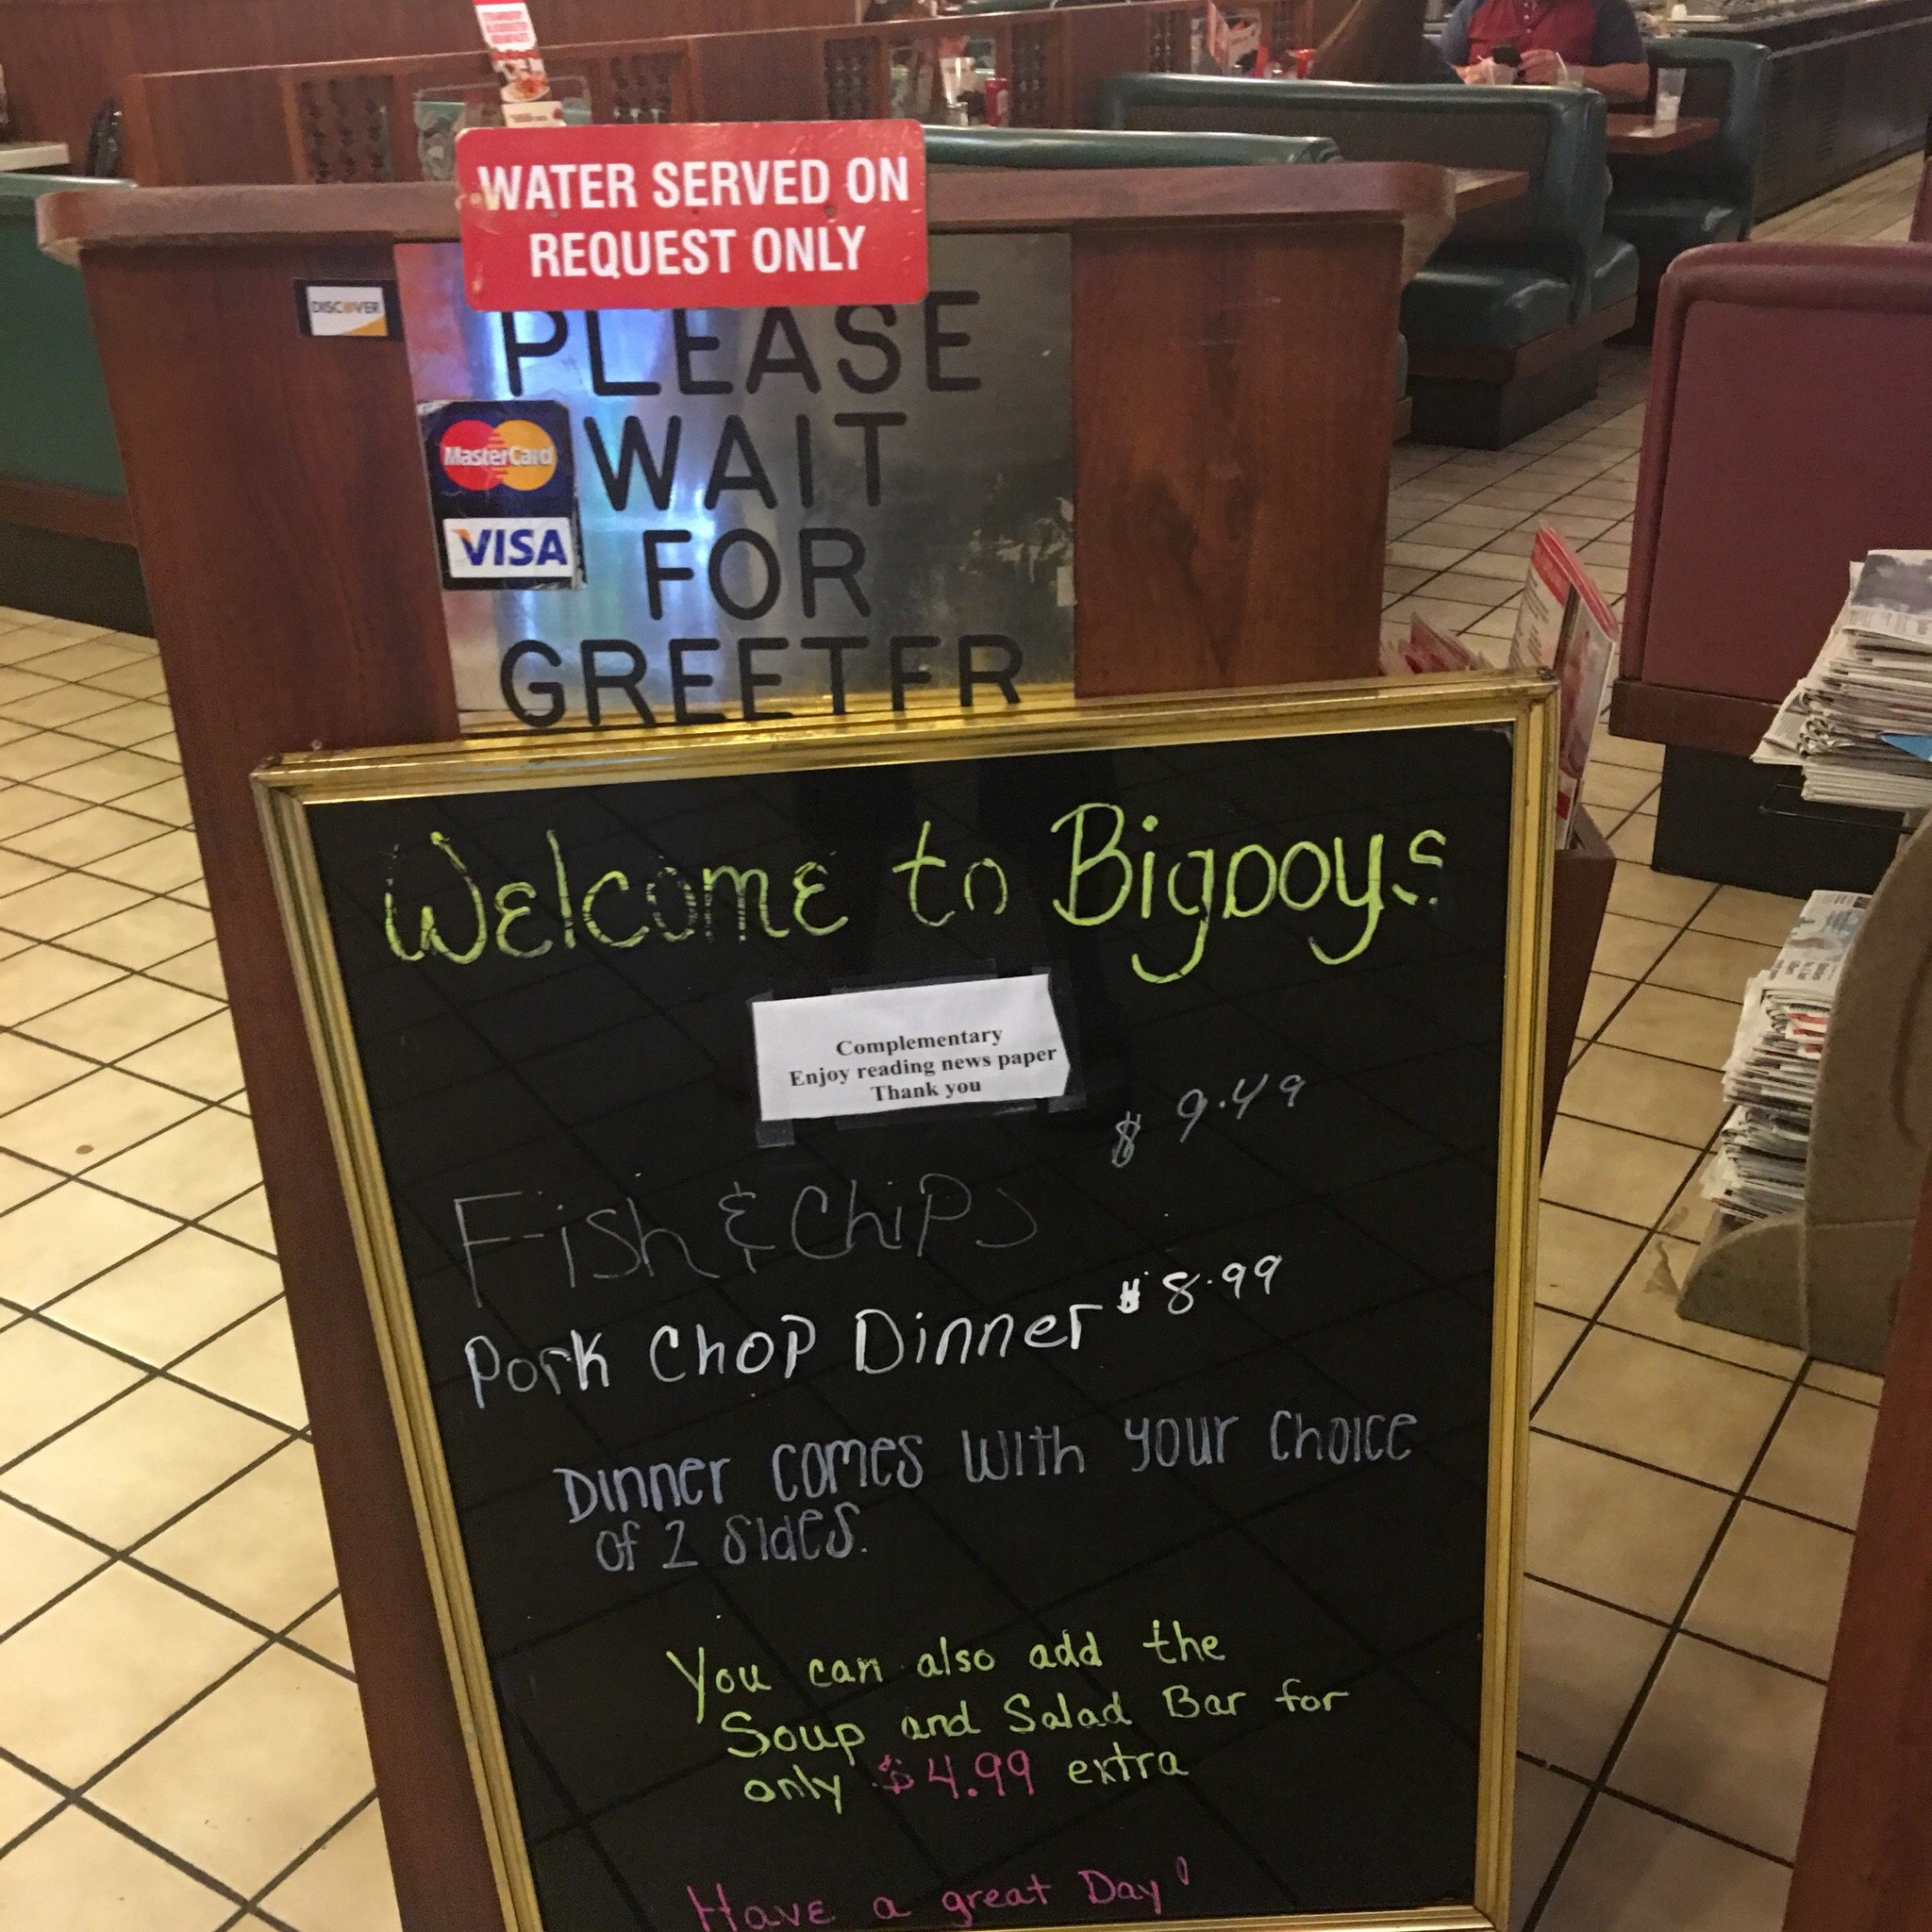 WATER SERVED ON
REQUEST ONLY
DISCOVER
PLEASE
WAIT
FOR
GREETER
MasterCard
VISA
Welcome to Bigboys.
Complementary
Enjoy reading news paper
Thank you
$ 9.49
Fish & Chips
Pork Chop Dinner $8.99
Dinner comes with your choice
of 2 sides.
You can also add the
Soup and Salad Bar for
only $4.99 extra
Have a great Day!